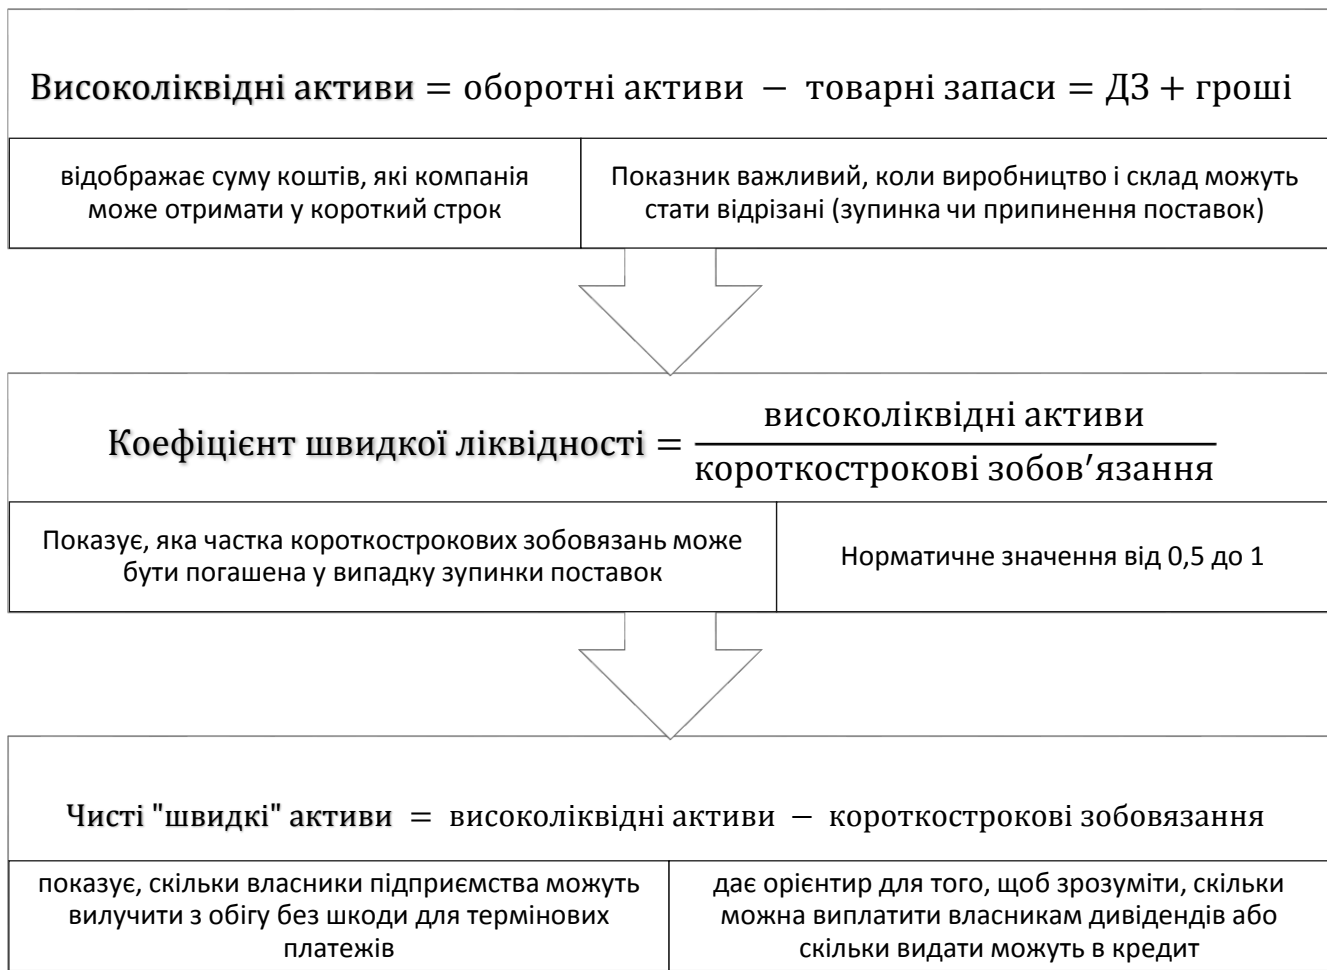 Високоліквідні активи = оборотні активи − товарні запаси = ДЗ + гроші
відображає суму коштів, які компанія
може отримати у короткий строк
Показник важливий, коли виробництво і склад можуть
стати відрізані (зупинка чи припинення поставок)
Коефіцієнт швидкої ліквідності =
високоліквідні активи
короткострокові зобов′язання
Показує, яка частка короткострокових зобовязань може
бути погашена у випадку зупинки поставок
Нормативне значення від 0,5 до 1
Чисті "швидкі" активи = високоліквідні активи − короткострокові зобовязання
показує, скільки власники підприємства можуть
вилучити з обігу без шкоди для термінових
платежів
дає орієнтир для того, щоб зрозуміти, скільки
можна виплатити власникам дивідендів або
скільки видати можуть в кредит